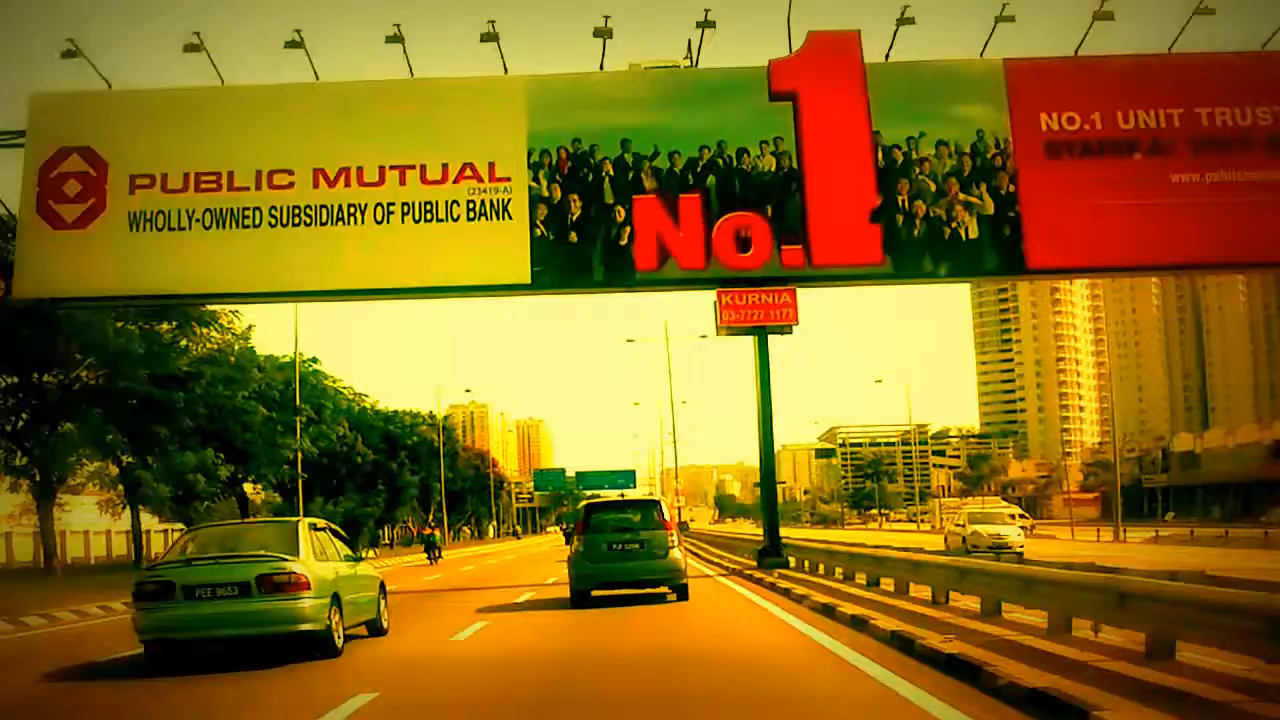 PUBLIC MUTUAL
(23419-A)
WHOLLY-OWNED SUBSIDIARY OF PUBLIC BANK
No.1
NO.1 UNIT TRUST
KURNIA
03-7727 1177
PEE 9653